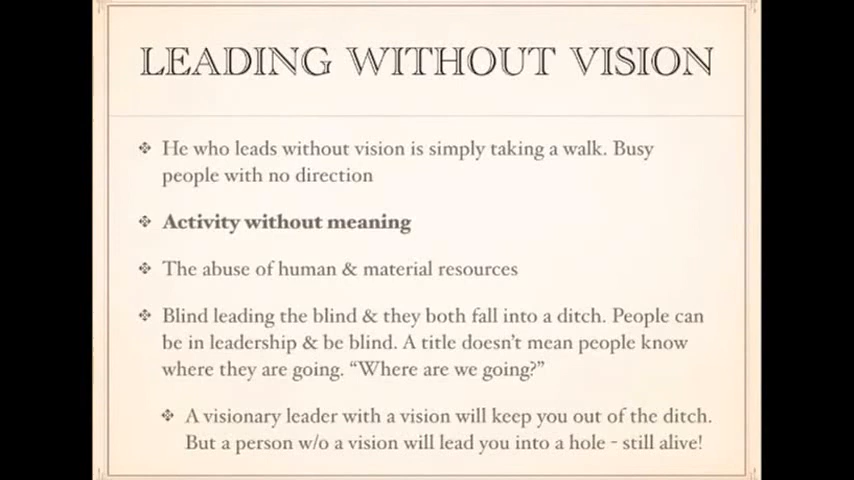 LEADING WITHOUT VISION
He who leads without vision is simply taking a walk. Busy
people with no direction
Activity without meaning
The abuse of human & material resources
Blind leading the blind & they both fall into a ditch. People can
be in leadership & be blind. A title doesn’t mean people know
where they are going. “Where are we going?”
A visionary leader with a vision will keep you out of the ditch.
But a person w/o a vision will lead you into a hole - still alive!